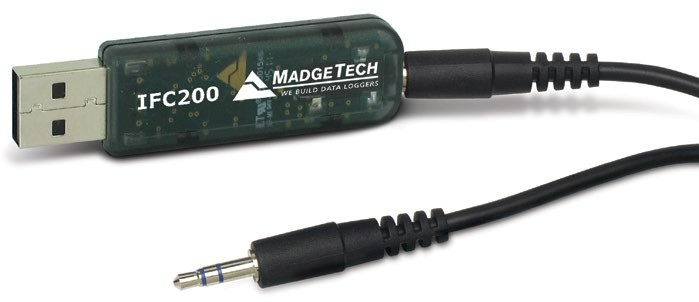 IFC200
MADGETECH
WE BUILD DATA LOGGERS